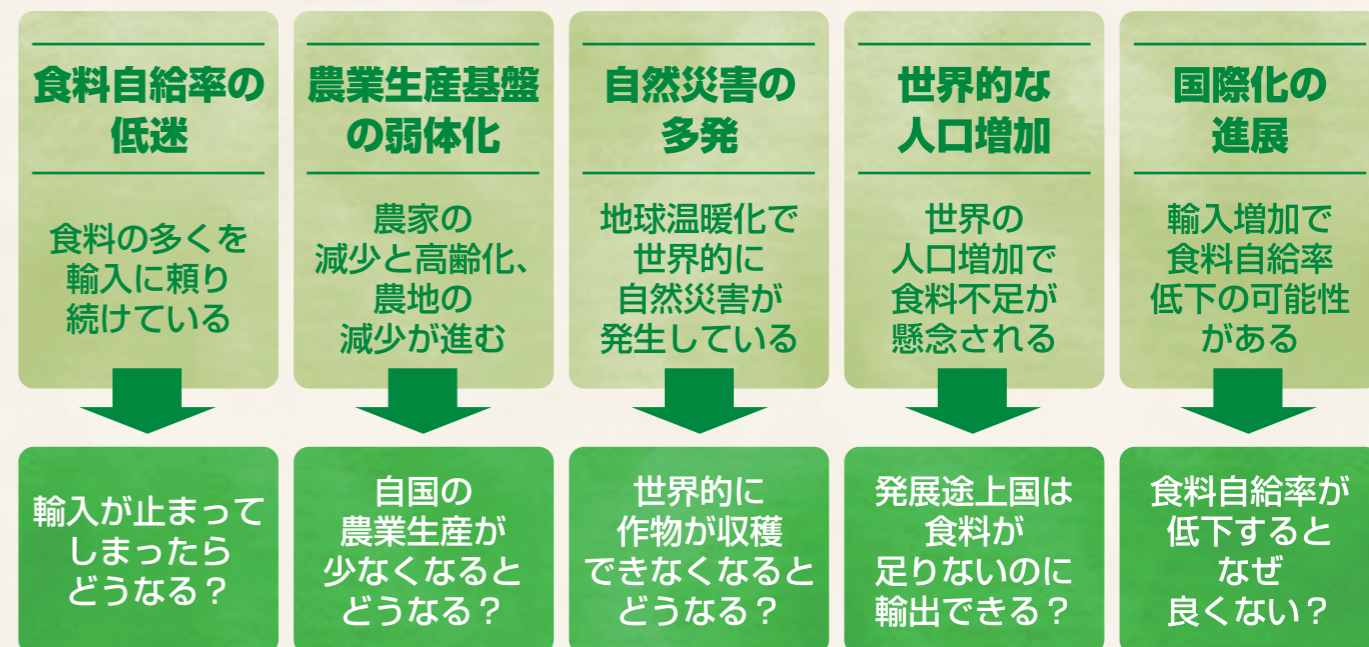 食料自給率の
低迷
食料の多くを
輸入に頼り
続けている
輸入が止まって
しまったら
どうなる？
農業生産基盤
の弱体化
農家の
減少と高齢化、
農地の
減少が進む
自国の
農業生産が
少なくなると
どうなる？
自然災害の
多発
地球温暖化で
世界的に
自然災害が
発生している
世界的に
作物が収穫
できなくなると
どうなる？
世界的な
人口増加
世界の
人口増加で
食料不足が
懸念される
発展途上国は
食料が
足りないのに
輸出できる？
国際化の
進展
輸入増加で
食料自給率
低下の可能性
がある
食料自給率が
低下すると
なぜ
良くない？